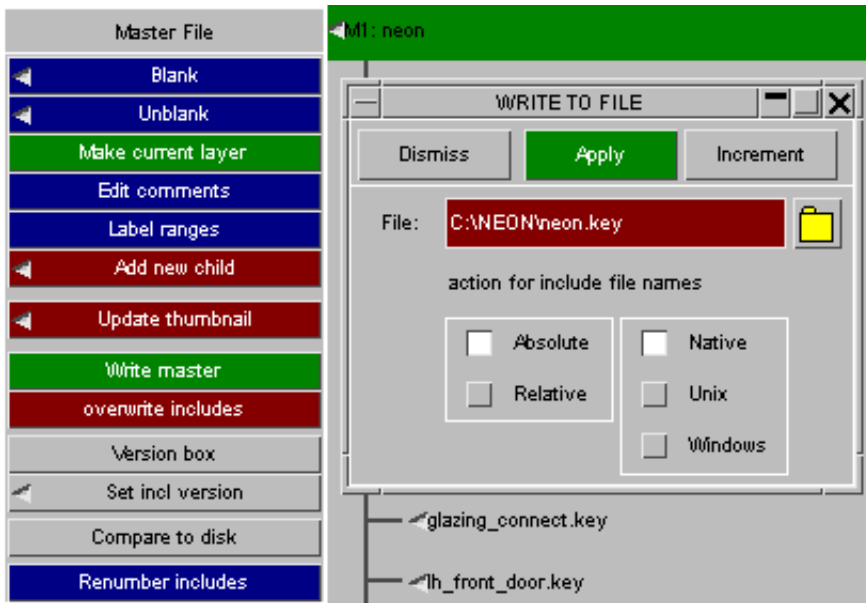 Master File
Blank
Unblank
Make current layer
Edit comments
Label ranges
Add new child
Update thumbnail
Write master
overwrite includes
Version box
Set incl version
Compare to disk
Renumber includes
M1: neon
WRITE TO FILE
Dismiss Apply Increment
File: C:\NEON\neon.key
action for include file names
Absolute Native
Relative Unix
Windows
glazing_connect.key
lh_front_door.key